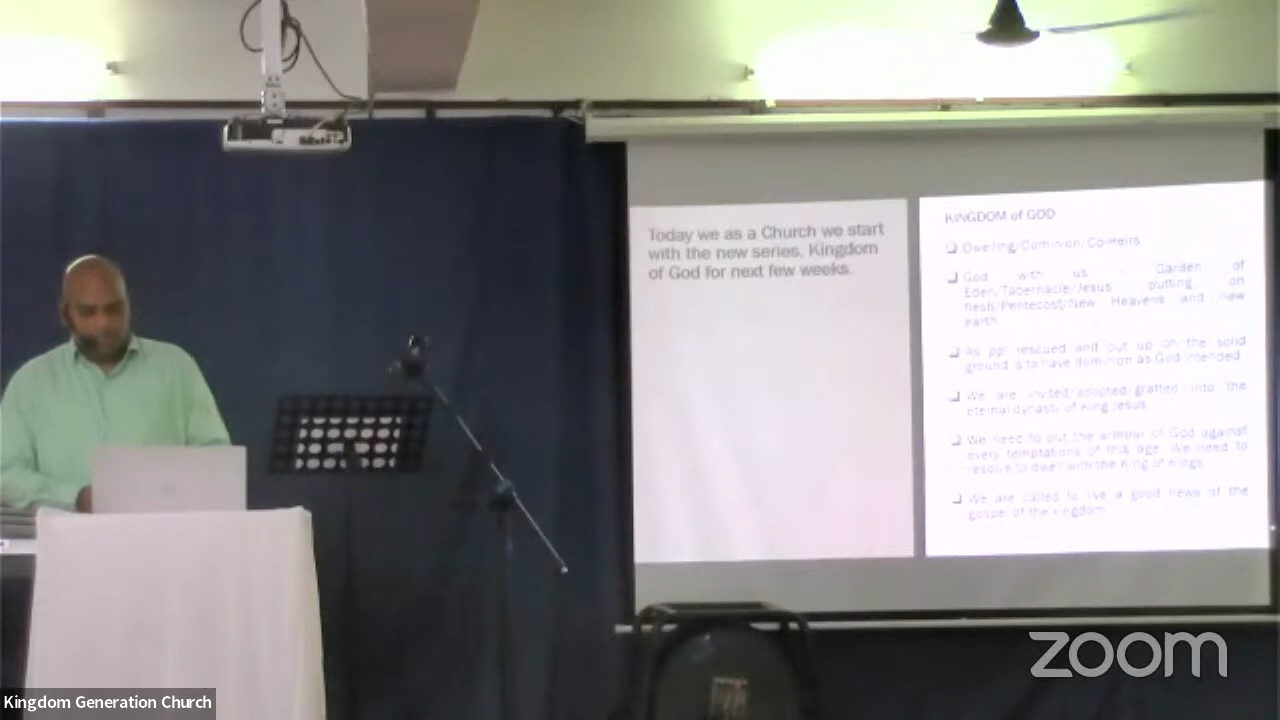 Today we as a Church we start
with the new series, Kingdom
of God for next few weeks.
KINGDOM of GOD
Dwelling/Dominion/Co-Heirs
God with us Garden of
Eden/Tabernacle/Jesus putting on
flesh/Pentecost/New Heavens and new
earth
As ppl rescued and put up on the solid
ground is to have dominion as God intended.
We are invited/adopted/grafted into the
eternal dynasty of King Jesus
We need to put the armour of God against
every temptations of this age. We need to
resolve to dwell with the King of Kings
We are called to live a good news of the
gospel of the kingdom
zoom
Kingdom Generation Church